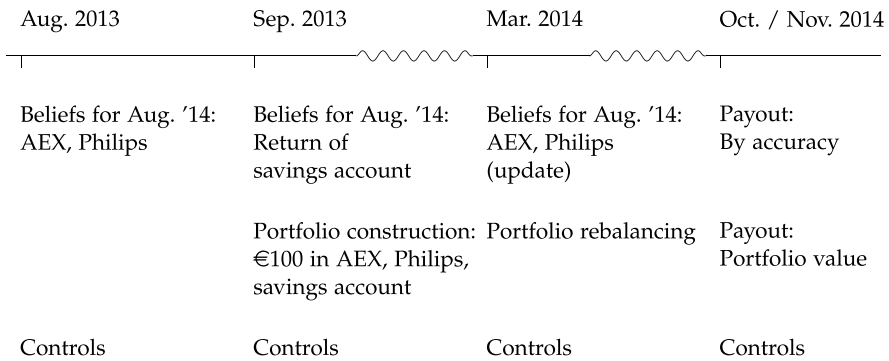 Aug. 2013
Sep. 2013
Mar. 2014
Oct. / Nov. 2014
Beliefs for Aug. ’14:
AEX, Philips
Beliefs for Aug. ’14:
Return of
savings account
Beliefs for Aug. ’14:
AEX, Philips
(update)
Payout:
By accuracy
Portfolio construction:
€100 in AEX, Philips,
savings account
Portfolio rebalancing
Payout:
Portfolio value
Controls
Controls
Controls
Controls